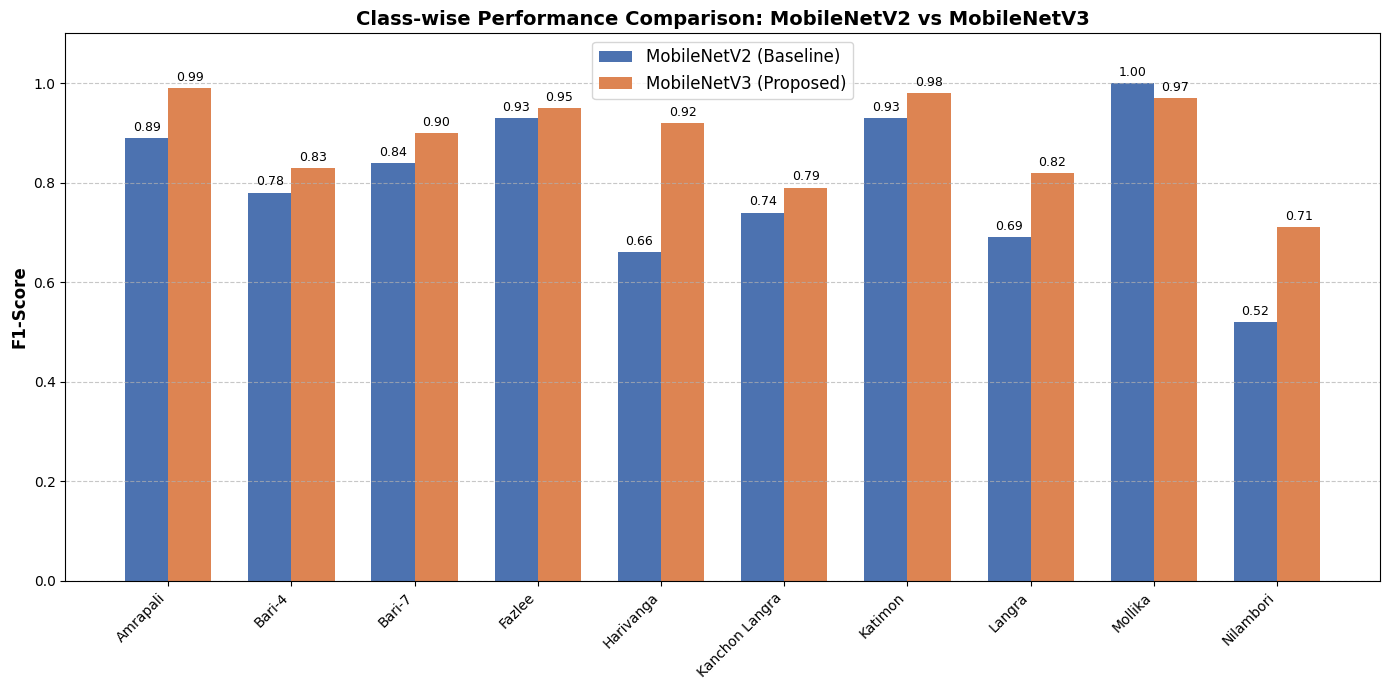 Class-wise Performance Comparison: MobileNetV2 vs MobileNetV3
MobileNetV2 (Baseline)
MobileNetV3 (Proposed)
F1-Score
1.0
0.8
0.6
0.4
0.2
0.0
0.89
0.99
0.78
0.83
0.84
0.90
0.93
0.95
0.66
0.92
0.74
0.79
0.93
0.98
0.69
0.82
1.00
0.97
0.52
0.71
Amrapali
Bari-4
Bari-7
Fazlee
Harivanga
Kanchon Langra
Katimon
Langra
Mollika
Nilambori